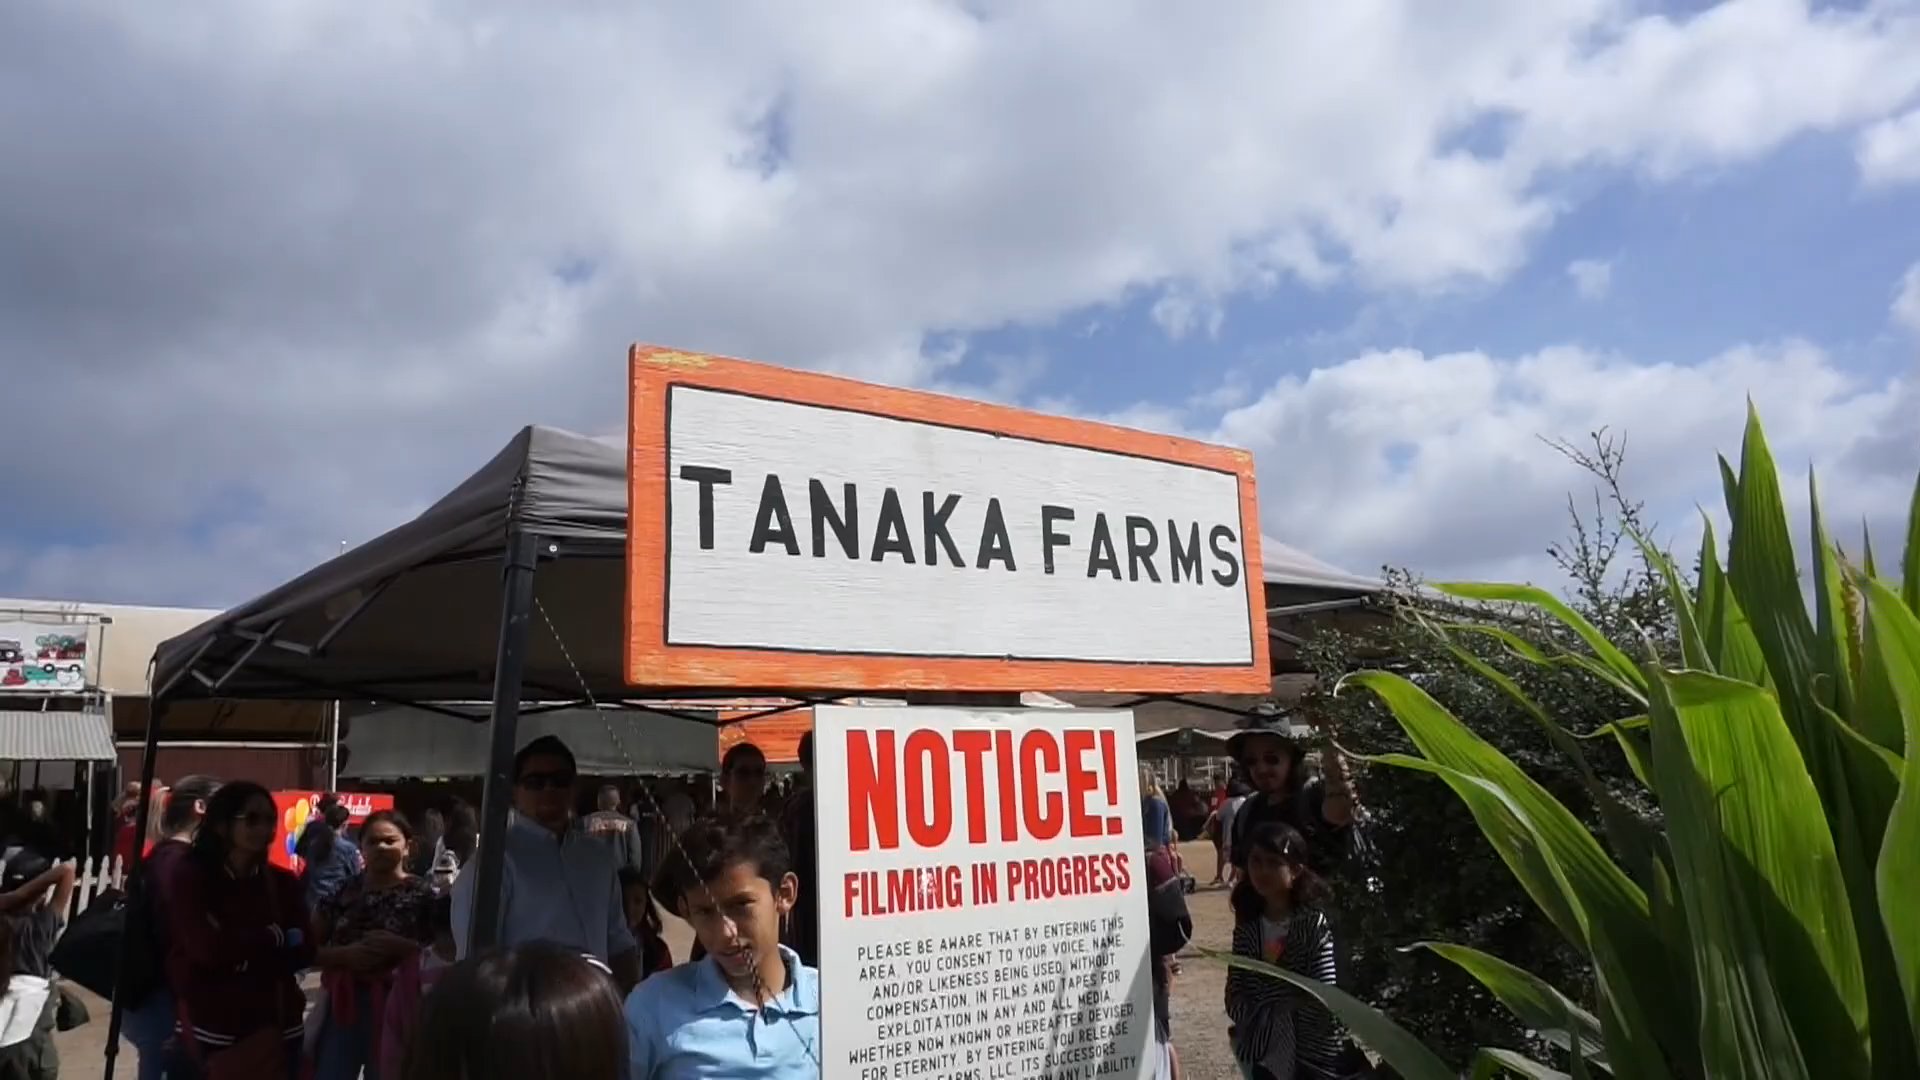 TANAKA FARMS
NOTICE!
FILMING IN PROGRESS
PLEASE BE AWARE THAT BY ENTERING THIS
AREA, YOU CONSENT TO YOUR VOICE, NAME,
AND/OR LIKENESS BEING USED, WITHOUT
COMPENSATION, IN FILMS AND TAPES FOR
EXPLOITATION IN ANY AND ALL MEDIA,
WHETHER NOW KNOWN OR HEREAFTER DEVISED,
FOR ETERNITY. BY ENTERING, YOU RELEASE
FARMS, LLC, ITS SUCCESSORS
ANY LIABILITY